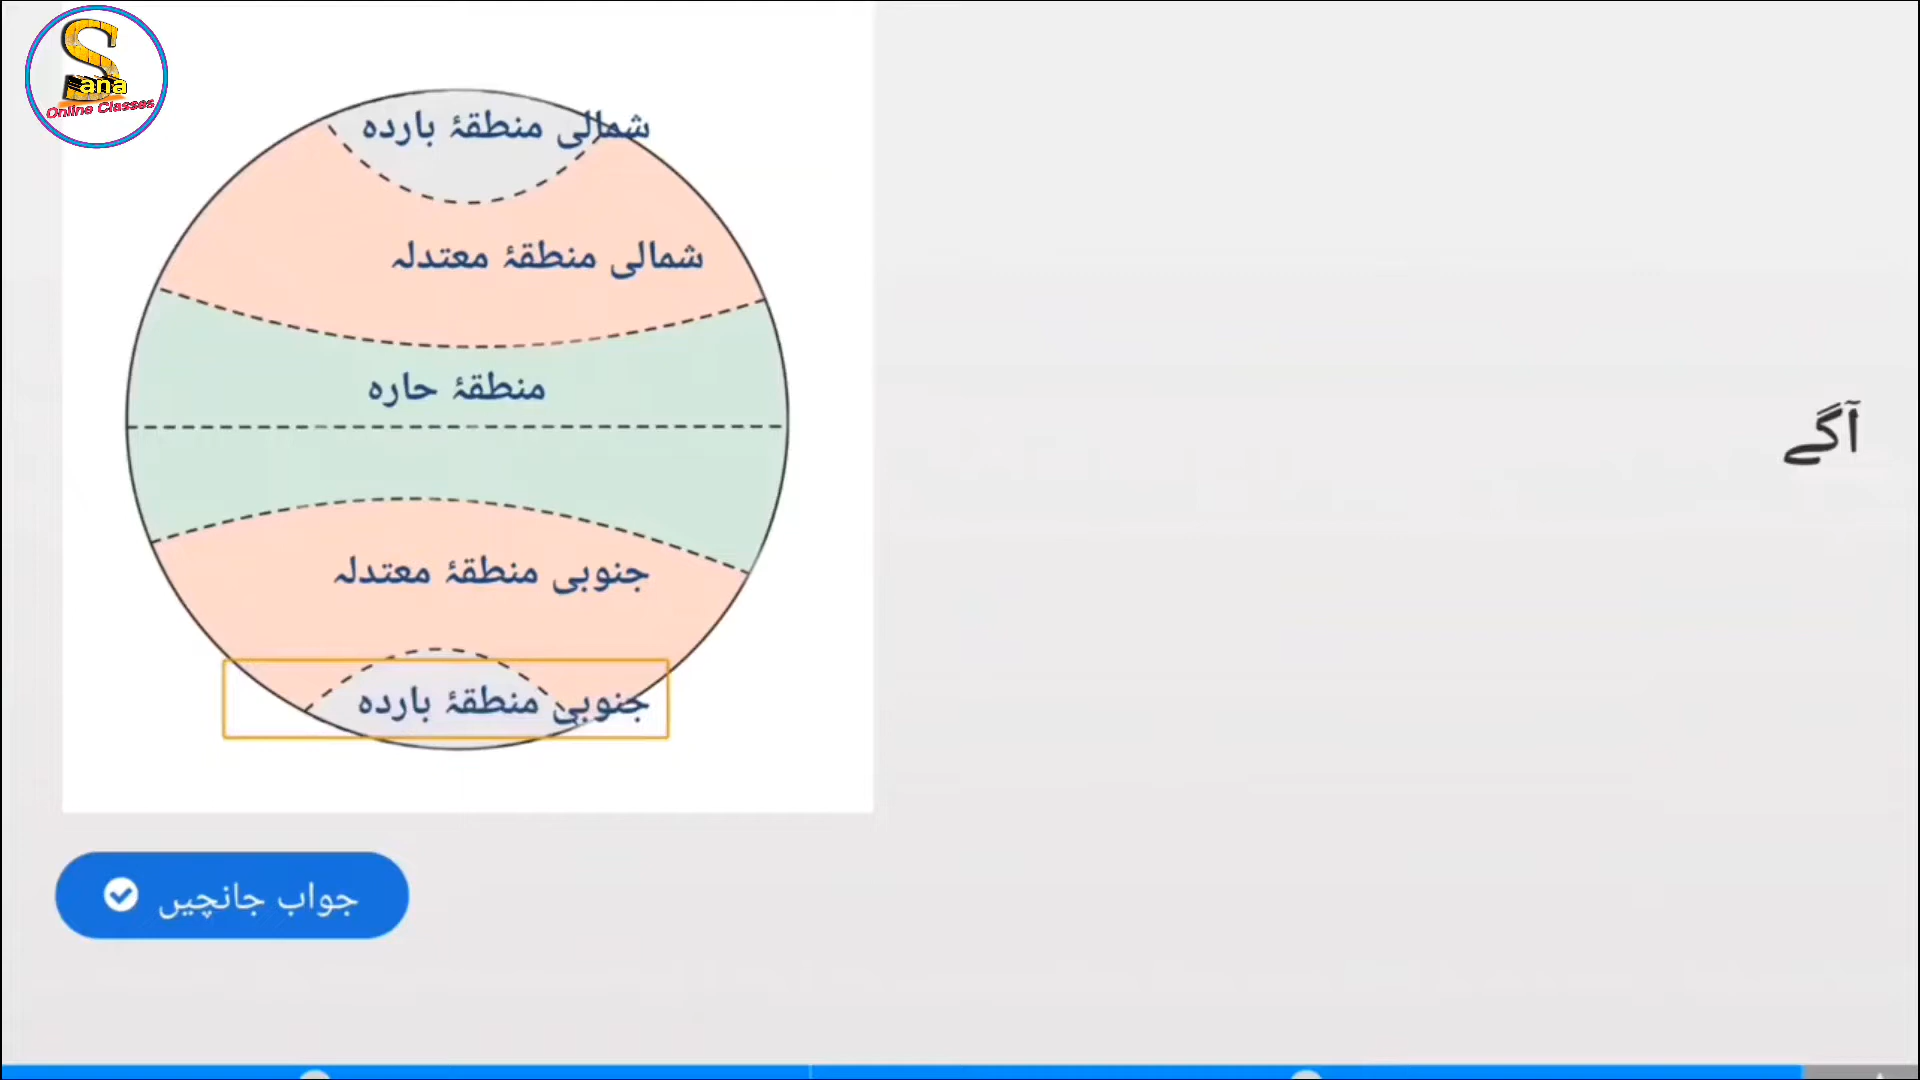 Sana
Online Classes
شمالی منطقۂ باردہ
شمالی منطقۂ معتدلہ
منطقۂ حارہ
آگے
جنوبی منطقۂ معتدلہ
جنوبی منطقۂ باردہ
جواب جانچیں